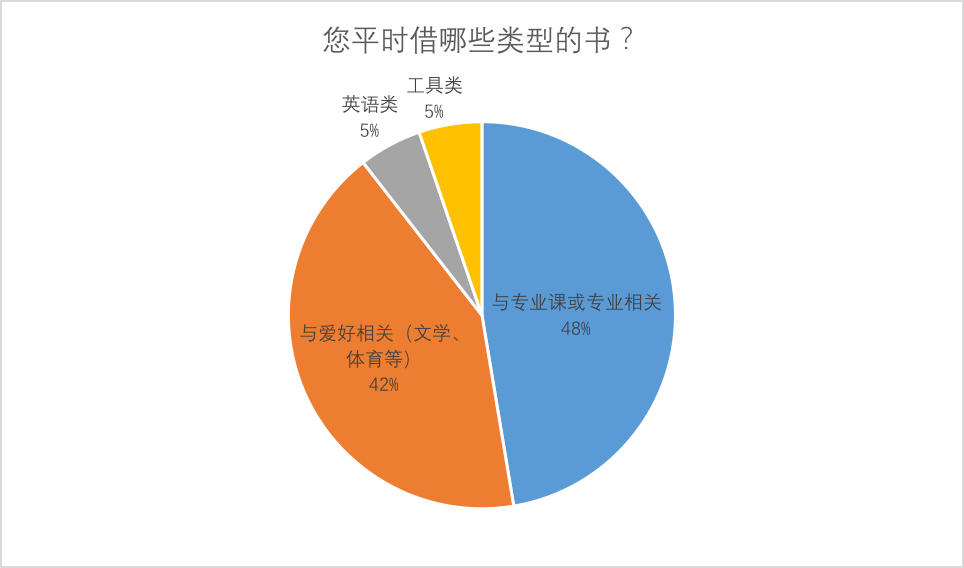 您平时借哪些类型的书？
工具类
5%
英语类
5%
与专业课或专业相关
48%
与爱好相关（文学、
体育等）
42%